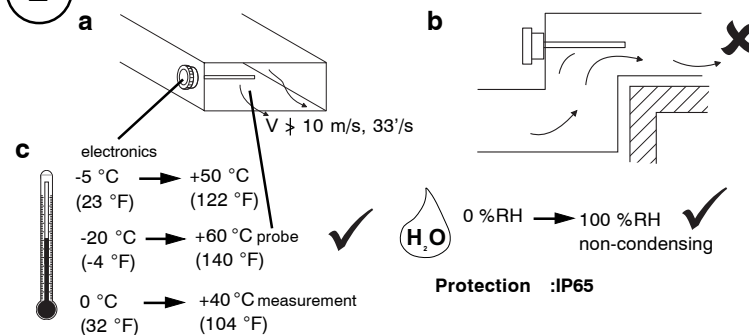 a
b
V ≯ 10 m/s, 33'/s
c
electronics
-5 °C +50 °C
(23 °F) (122 °F)
-20 °C +60 °C probe
(-4 °F) (140 °F)
0 °C +40 °C measurement
(32 °F) (104 °F)
H₂O
0 %RH 100 %RH
non-condensing
Protection :IP65